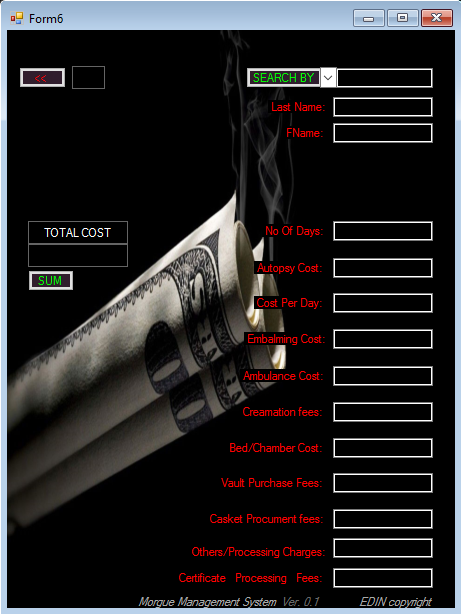 Form6
<<
SEARCH BY
Last Name:
FName:
TOTAL COST
No Of Days:
SUM
Autopsy Cost:
Cost Per Day:
Embalming Cost:
Ambulance Cost:
Creamation fees:
Bed/Chamber Cost:
Vault Purchase Fees:
Casket Procument fees:
Others/Processing Charges:
Certificate Processing Fees:
Morgue Management System Ver. 0.1 EDIN copyright